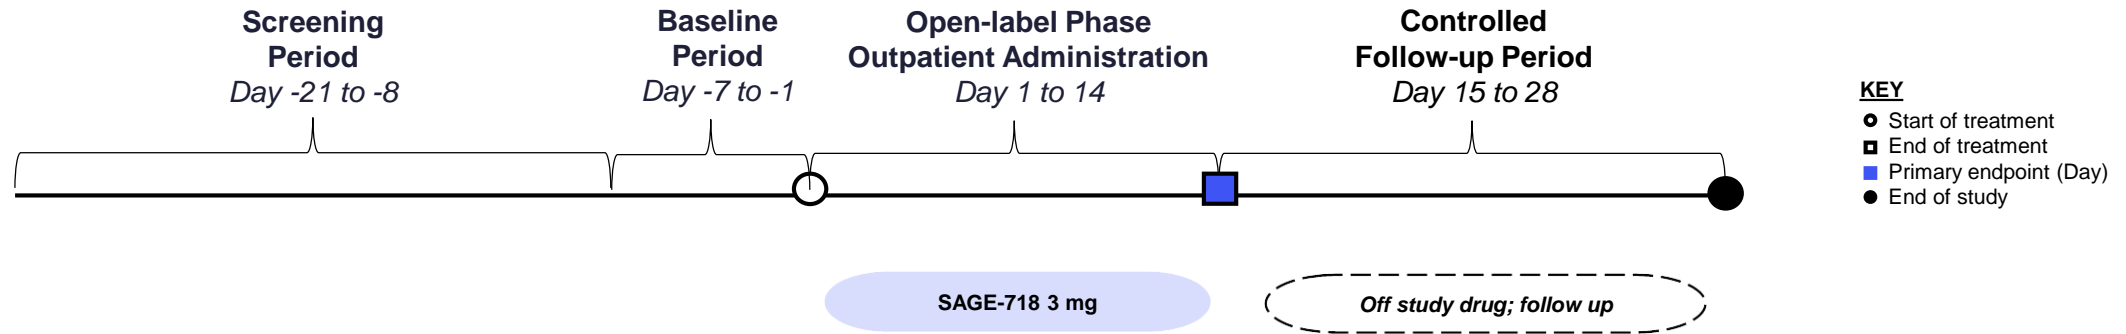 Screening
Period
Day -21 to -8
Baseline
Period
Day -7 to -1
Open-label Phase
Outpatient Administration
Day 1 to 14
Controlled
Follow-up Period
Day 15 to 28
KEY
Start of treatment
End of treatment
Primary endpoint (Day)
End of study
SAGE-718 3 mg
Off study drug; follow up